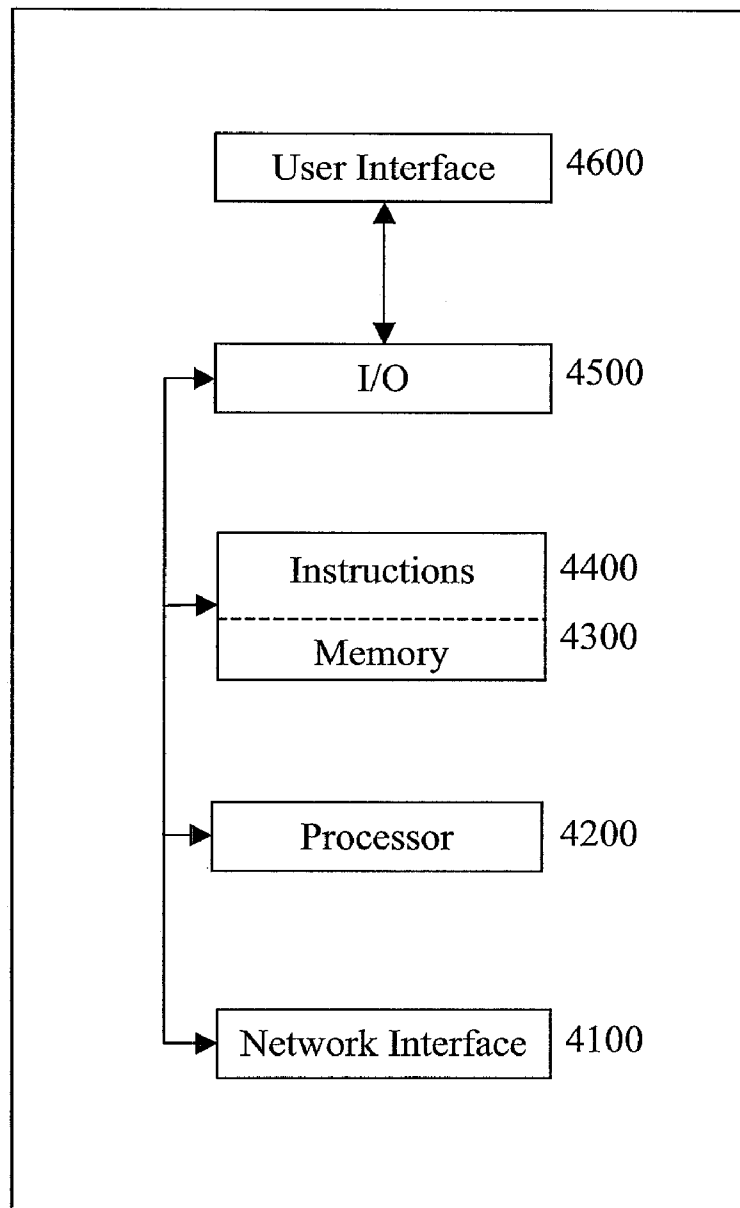 User Interface 4600
I/O 4500
Instructions 4400
Memory 4300
Processor 4200
Network Interface 4100